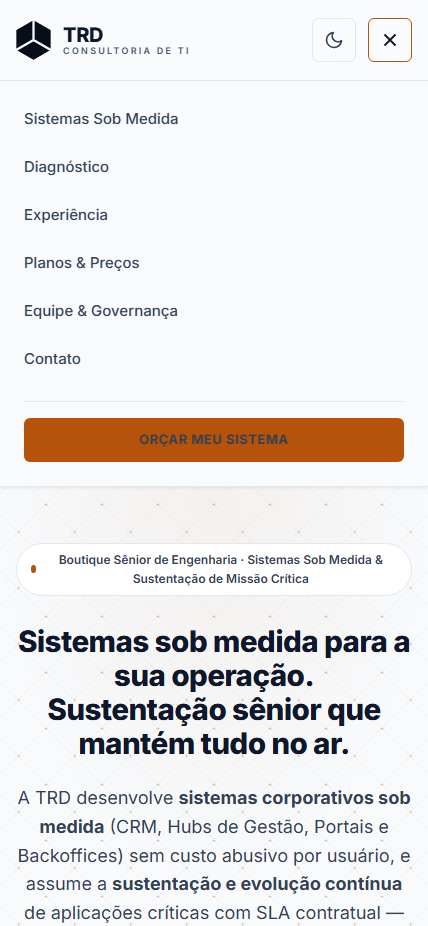 TRD
CONSULTORIA DE TI
Sistemas Sob Medida
Diagnóstico
Experiência
Planos & Preços
Equipe & Governança
Contato
ORÇAR MEU SISTEMA
Boutique Sênior de Engenharia · Sistemas Sob Medida &
Sustentação de Missão Crítica
Sistemas sob medida para a
sua operação.
Sustentação sênior que
mantém tudo no ar.
A TRD desenvolve sistemas corporativos sob
medida (CRM, Hubs de Gestão, Portais e
Backoffices) sem custo abusivo por usuário, e
assume a sustentação e evolução contínua
de aplicações críticas com SLA contratual —